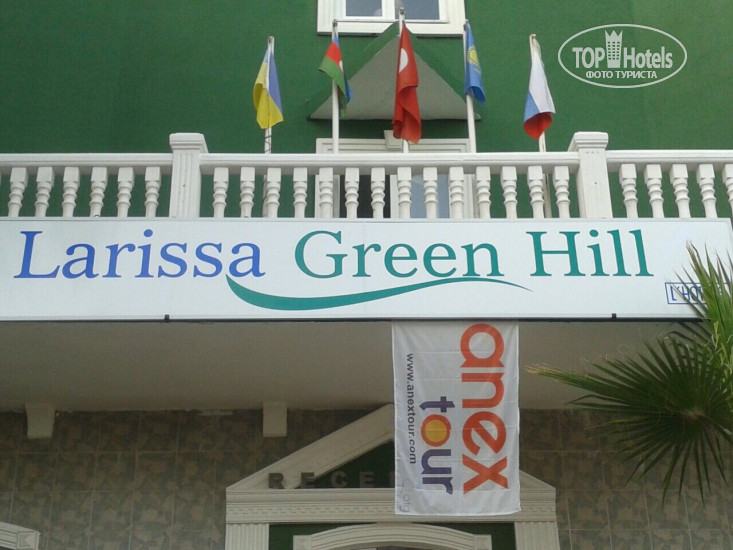 TOP Hotels
ФОТО ТУРИСТА
Larissa Green Hill
anex
tour
www.anextour.com